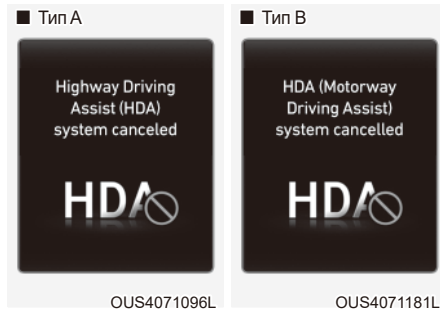 ■ Тип A
Highway Driving
Assist (HDA)
system canceled
HDA
OUS4071096L
■ Тип B
HDA (Motorway
Driving Assist)
system cancelled
HDA
OUS4071181L